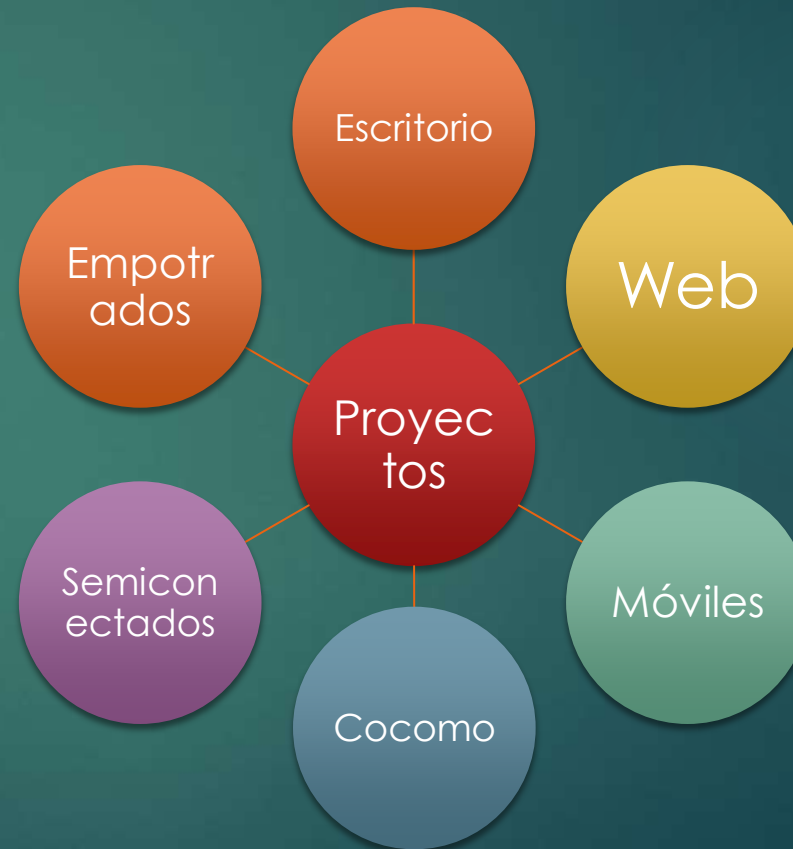 Escritorio
Empotr
ados
Web
Proyec
tos
Semicon
ectados
Móviles
Cocomo